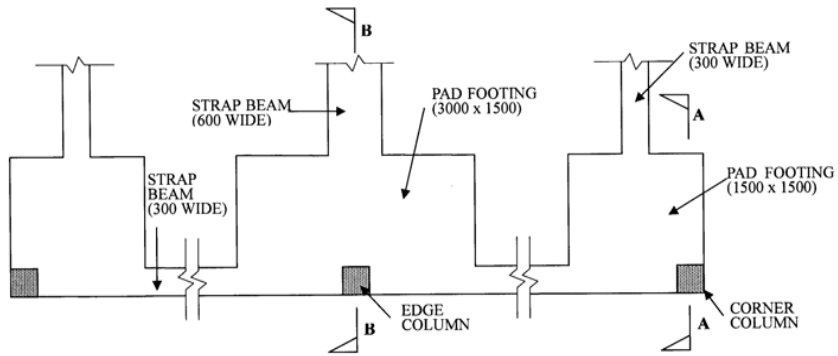 B
STRAP BEAM
(300 WIDE)
STRAP BEAM
(600 WIDE)
PAD FOOTING
(3000 x 1500)
A
STRAP
BEAM
(300 WIDE)
PAD FOOTING
(1500 x 1500)
B
EDGE
COLUMN
A
CORNER
COLUMN